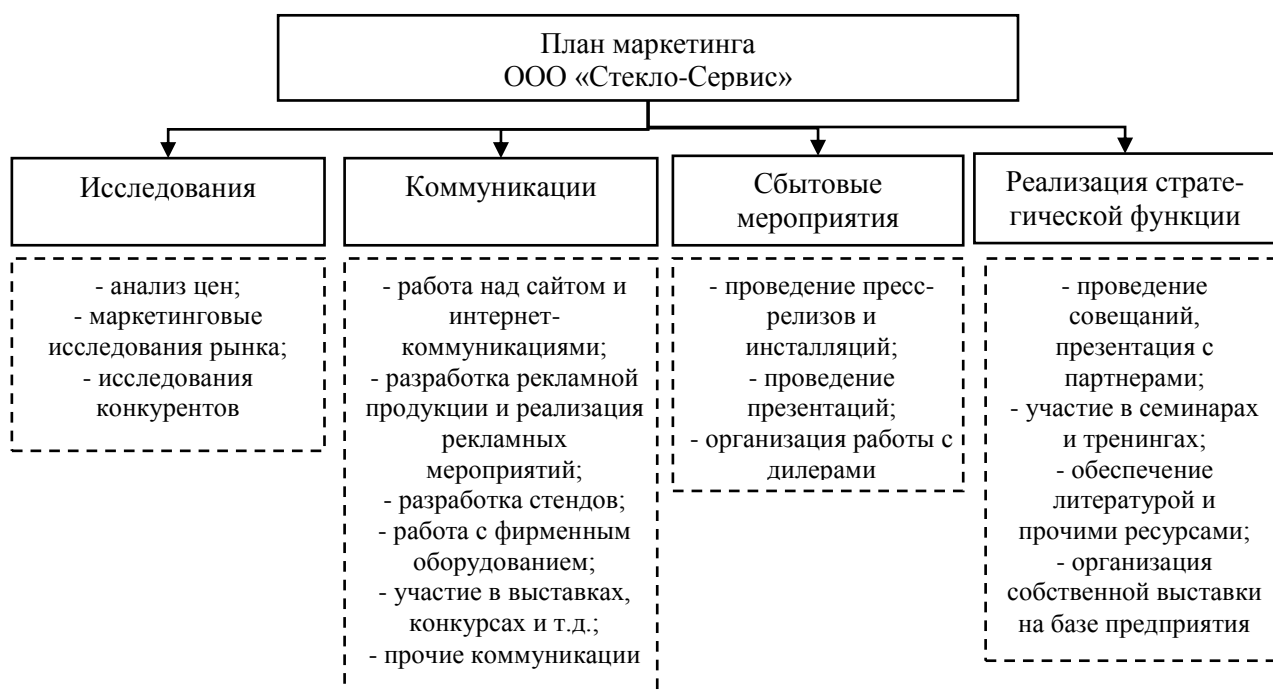 План маркетинга
ООО «Стекло-Сервис»
Исследования
- анализ цен;
- маркетинговые
исследования рынка;
- исследования
конкурентов
Коммуникации
- работа над сайтом и
интернет-
коммуникациями;
- разработка рекламной
продукции и реализация
рекламных
мероприятий;
- разработка стендов;
- работа с фирменным
оборудованием;
- участие в выставках,
конкурсах и т.д.;
- прочие коммуникации
Сбытовые
мероприятия
- проведение пресс-
релизов и
инсталляций;
- проведение
презентаций;
- организация работы с
дилерами
Реализация страте-
гической функции
- проведение
совещаний,
презентация с
партнерами;
- участие в семинарах
и тренингах;
- обеспечение
литературой и
прочими ресурсами;
- организация
собственной выставки
на базе предприятия